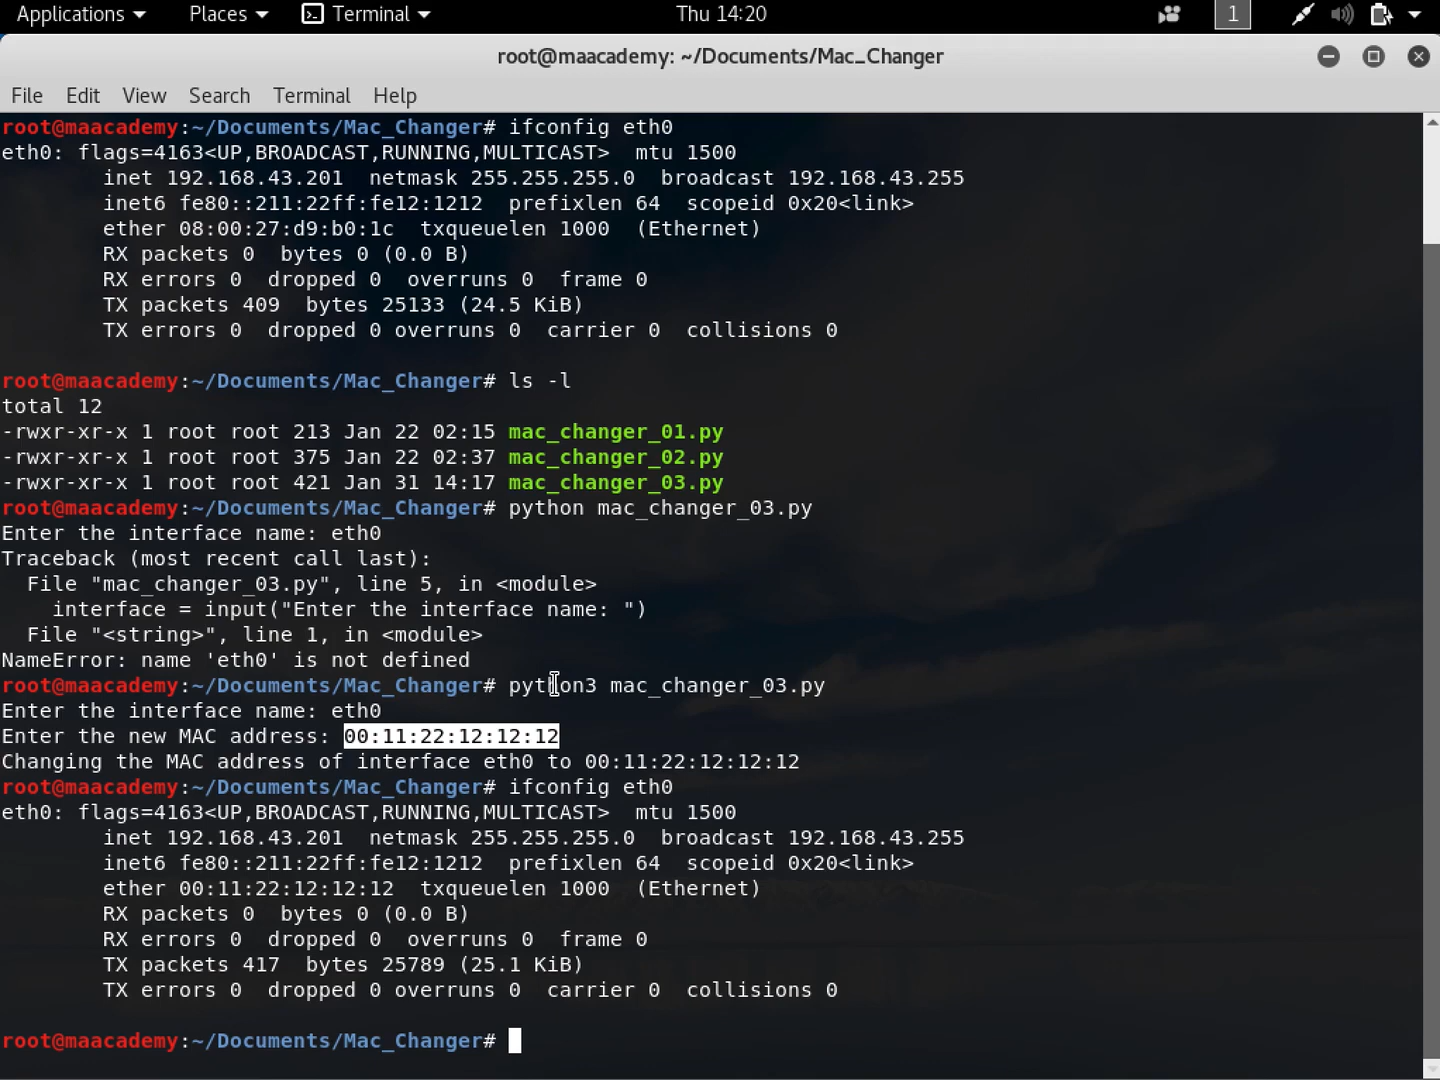 Applications Places Terminal Thu 14:20 1
root@maacademy: ~/Documents/Mac_Changer
File Edit View Search Terminal Help
root@maacademy:~/Documents/Mac_Changer# ifconfig eth0
eth0: flags=4163<UP,BROADCAST,RUNNING,MULTICAST>  mtu 1500
        inet 192.168.43.201  netmask 255.255.255.0  broadcast 192.168.43.255
        inet6 fe80::211:22ff:fe12:1212  prefixlen 64  scopeid 0x20<link>
        ether 08:00:27:d9:b0:1c  txqueuelen 1000  (Ethernet)
        RX packets 0  bytes 0 (0.0 B)
        RX errors 0  dropped 0  overruns 0  frame 0
        TX packets 409  bytes 25133 (24.5 KiB)
        TX errors 0  dropped 0 overruns 0  carrier 0  collisions 0
root@maacademy:~/Documents/Mac_Changer# ls -l
total 12
-rwxr-xr-x 1 root root 213 Jan 22 02:15 mac_changer_01.py
-rwxr-xr-x 1 root root 375 Jan 22 02:37 mac_changer_02.py
-rwxr-xr-x 1 root root 421 Jan 31 14:17 mac_changer_03.py
root@maacademy:~/Documents/Mac_Changer# python mac_changer_03.py
Enter the interface name: eth0
Traceback (most recent call last):
  File "mac_changer_03.py", line 5, in <module>
    interface = input("Enter the interface name: ")
  File "<string>", line 1, in <module>
NameError: name 'eth0' is not defined
root@maacademy:~/Documents/Mac_Changer# python3 mac_changer_03.py
Enter the interface name: eth0
Enter the new MAC address: 00:11:22:12:12:12
Changing the MAC address of interface eth0 to 00:11:22:12:12:12
root@maacademy:~/Documents/Mac_Changer# ifconfig eth0
eth0: flags=4163<UP,BROADCAST,RUNNING,MULTICAST>  mtu 1500
        inet 192.168.43.201  netmask 255.255.255.0  broadcast 192.168.43.255
        inet6 fe80::211:22ff:fe12:1212  prefixlen 64  scopeid 0x20<link>
        ether 00:11:22:12:12:12  txqueuelen 1000  (Ethernet)
        RX packets 0  bytes 0 (0.0 B)
        RX errors 0  dropped 0  overruns 0  frame 0
        TX packets 417  bytes 25789 (25.1 KiB)
        TX errors 0  dropped 0 overruns 0  carrier 0  collisions 0
root@maacademy:~/Documents/Mac_Changer#